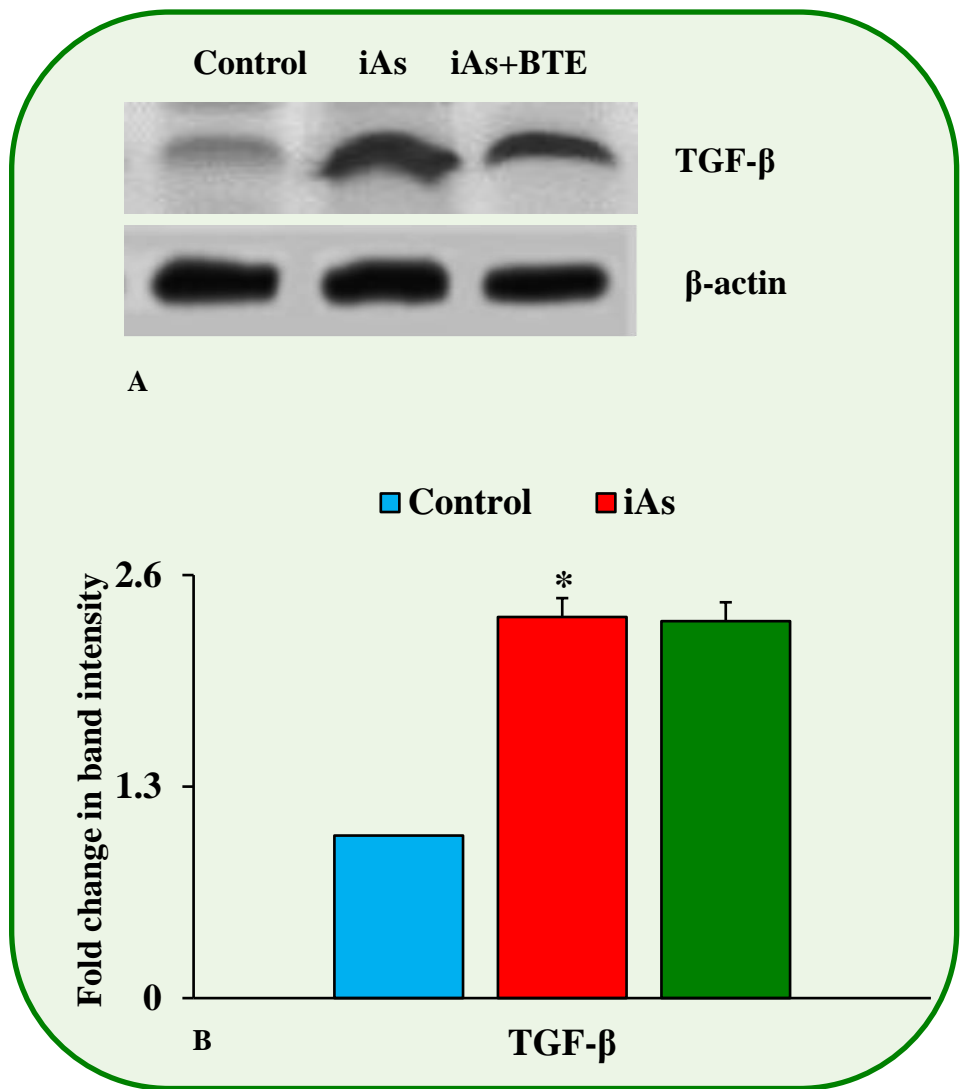 Control iAs iAs+BTE
TGF-β
β-actin
A
Control iAs
Fold change in band intensity
2.6
*
1.3
0
B TGF-β